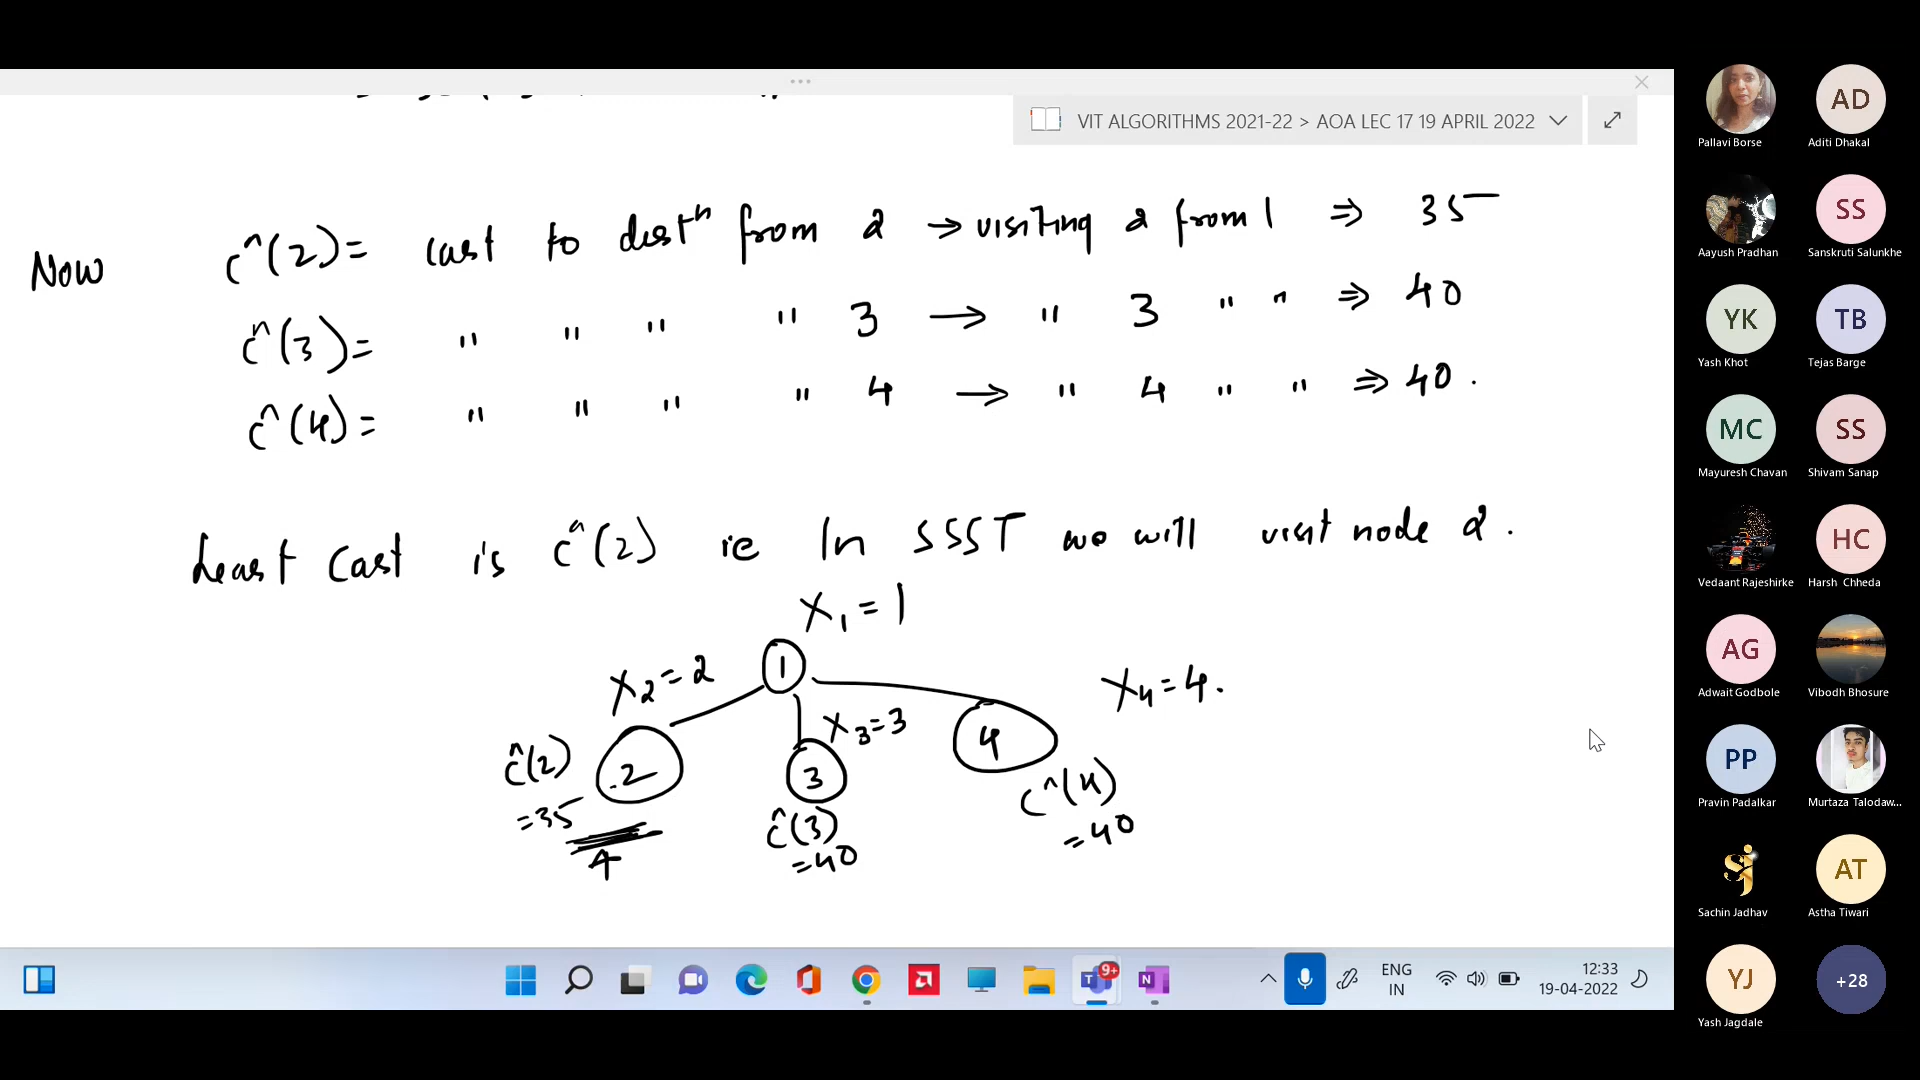 VIT ALGORITHMS 2021-22 > AOA LEC 17 19 APRIL 2022
Now ĉ(2) = cost to destⁿ from 2 → visiting 2 from 1 ⇒ 35
ĉ(3) = " " " " 3 → " 3 " " ⇒ 40
ĉ(4) = " " " " 4 → " 4 " " ⇒ 40.
Least cost is ĉ(2) ie In SSST we will visit node 2.
X₁ = 1
X₂ = 2
1
X₄ = 4.
X₃ = 3
2
3
4
ĉ(2) = 35
ĉ(3) = 40
ĉ(4) = 40
4
Pallavi Borse
AD
Aditi Dhakal
Aayush Pradhan
SS
Sanskruti Salunkhe
YK
Yash Khot
TB
Tejas Barge
MC
Mayuresh Chavan
SS
Shivam Sanap
Vedaant Rajeshirke
HC
Harsh Chheda
AG
Adwait Godbole
Vibodh Bhosure
PP
Pravin Padalkar
Murtaza Talodaw...
Sachin Jadhav
AT
Astha Tiwari
YJ
Yash Jagdale
+28
9+
ENG
IN
12:33
19-04-2022